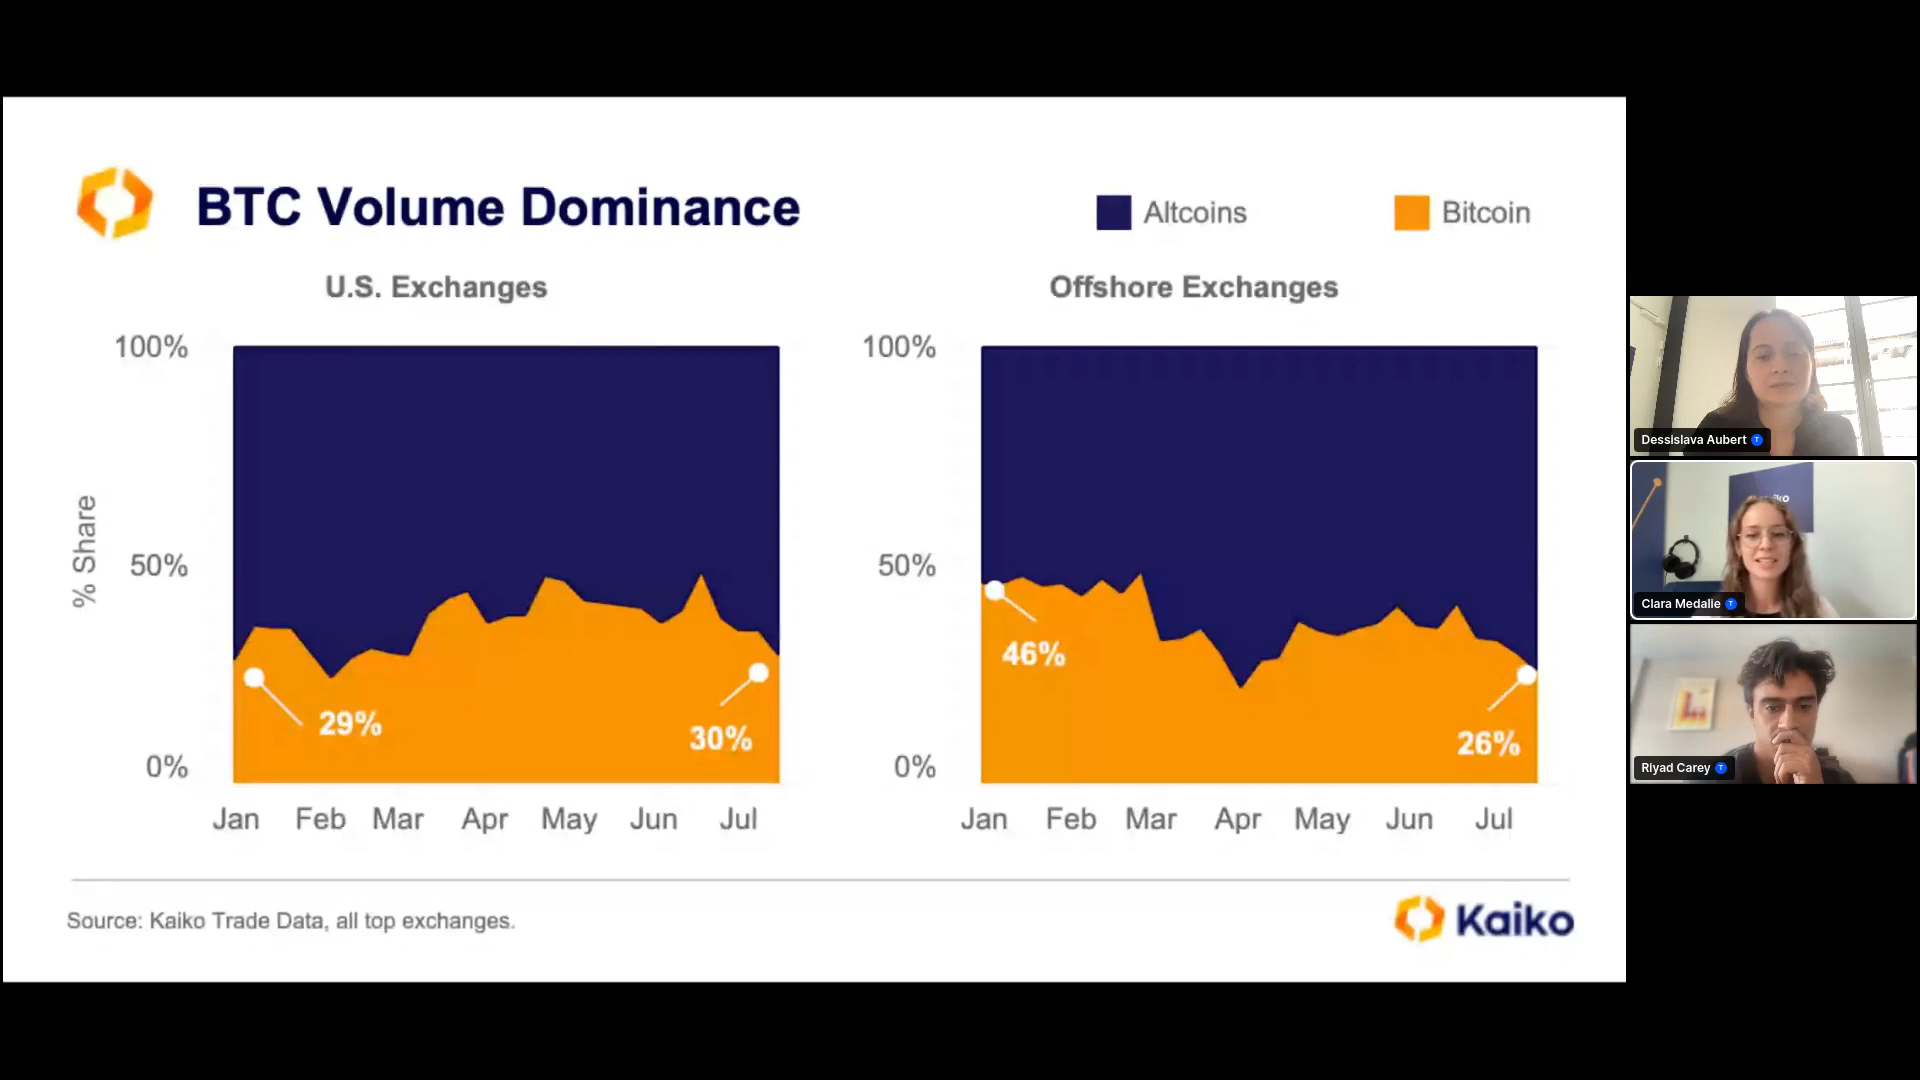 BTC Volume Dominance
Altcoins
Bitcoin
U.S. Exchanges
Offshore Exchanges
% Share
100%
50%
0%
29%
30%
Jan Feb Mar Apr May Jun Jul
100%
50%
0%
46%
26%
Jan Feb Mar Apr May Jun Jul
Source: Kaiko Trade Data, all top exchanges.
Kaiko
Dessislava Aubert
Clara Medalie
Riyad Carey